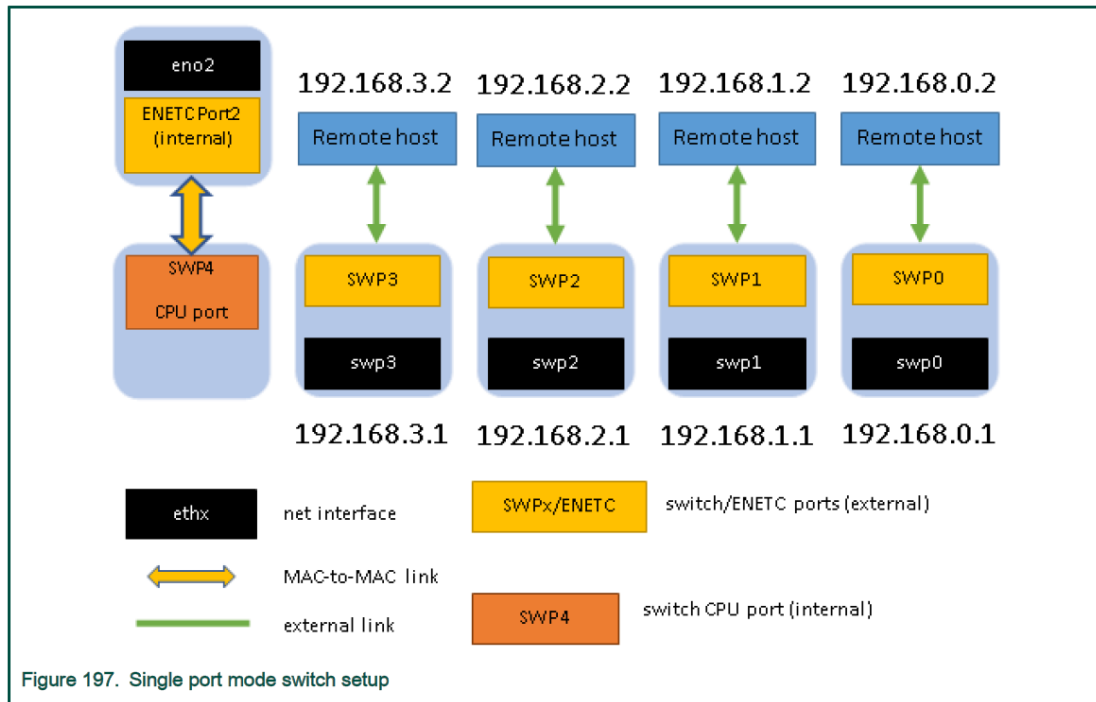 eno2
ENETC Port2
(internal)
SWP4
CPU port
192.168.3.2
192.168.2.2
192.168.1.2
192.168.0.2
Remote host
Remote host
Remote host
Remote host
SWP3
SWP2
SWP1
SWP0
swp3
swp2
swp1
swp0
192.168.3.1
192.168.2.1
192.168.1.1
192.168.0.1
ethx
net interface
MAC-to-MAC link
external link
SWPx/ENETC
switch/ENETC ports (external)
SWP4
switch CPU port (internal)
Figure 197. Single port mode switch setup